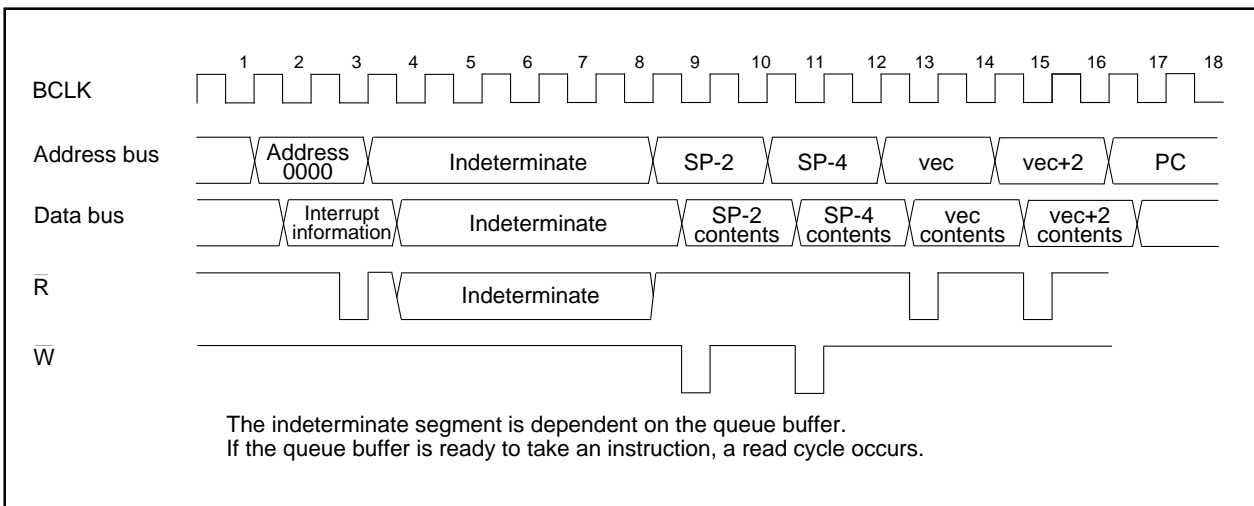 1 2 3 4 5 6 7 8 9 10 11 12 13 14 15 16 17 18
BCLK
Address bus
Address
0000
Indeterminate
SP-2
SP-4
vec
vec+2
PC
Data bus
Interrupt
information
Indeterminate
SP-2
contents
SP-4
contents
vec
contents
vec+2
contents
R̅
Indeterminate
W̅
The indeterminate segment is dependent on the queue buffer.
If the queue buffer is ready to take an instruction, a read cycle occurs.